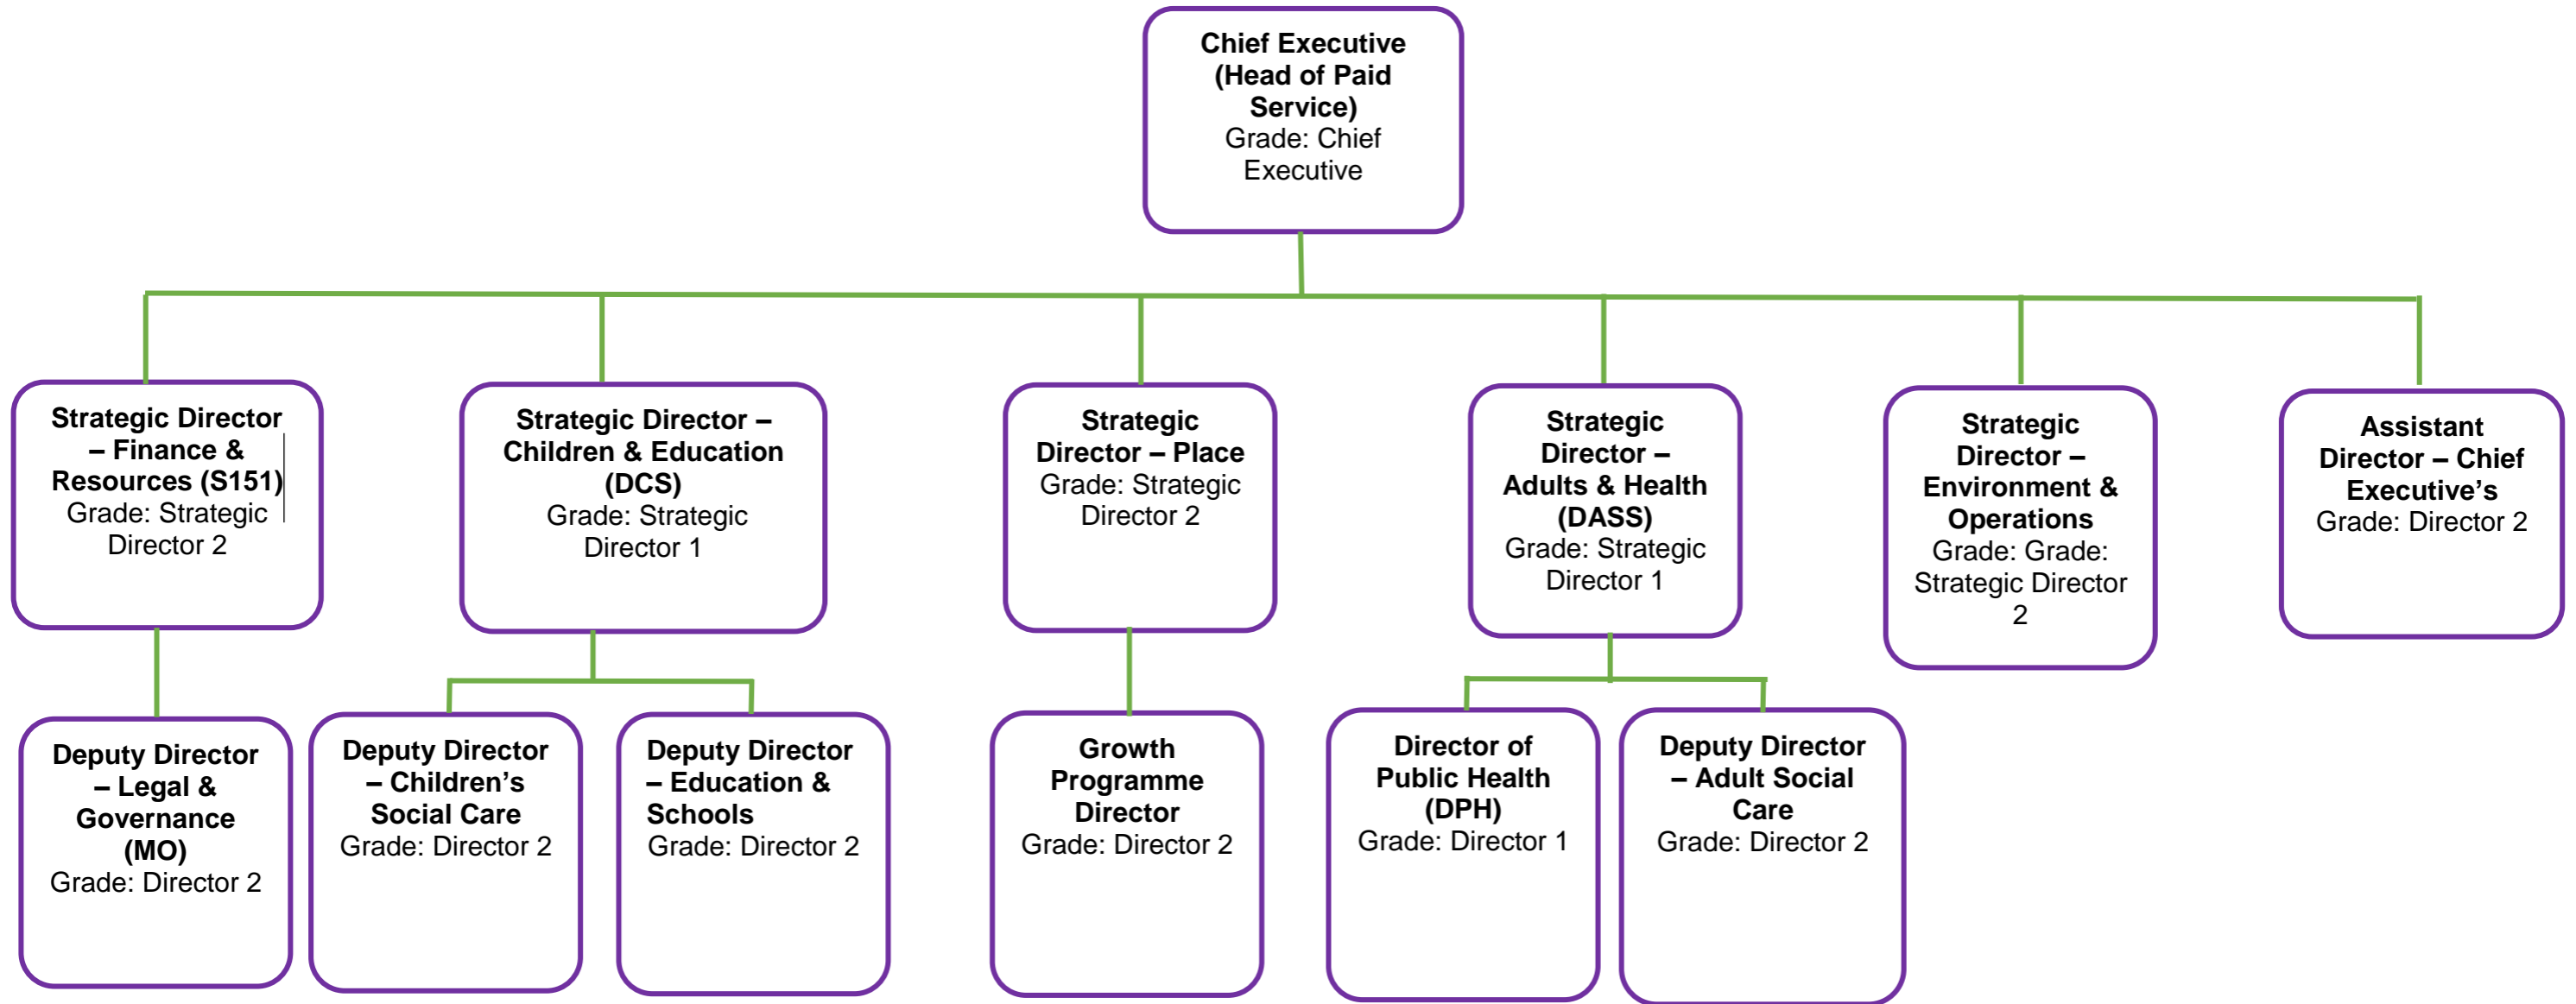 Chief Executive
(Head of Paid
Service)
Grade: Chief
Executive
Strategic Director
– Finance &
Resources (S151)
Grade: Strategic
Director 2
Strategic Director –
Children & Education
(DCS)
Grade: Strategic
Director 1
Strategic
Director – Place
Grade: Strategic
Director 2
Strategic
Director –
Adults & Health
(DASS)
Grade: Strategic
Director 1
Strategic
Director –
Environment &
Operations
Grade: Grade:
Strategic Director
2
Assistant
Director – Chief
Executive’s
Grade: Director 2
Deputy Director
– Legal &
Governance
(MO)
Grade: Director 2
Deputy Director
– Children’s
Social Care
Grade: Director 2
Deputy Director
– Education &
Schools
Grade: Director 2
Growth
Programme
Director
Grade: Director 2
Director of
Public Health
(DPH)
Grade: Director 1
Deputy Director
– Adult Social
Care
Grade: Director 2